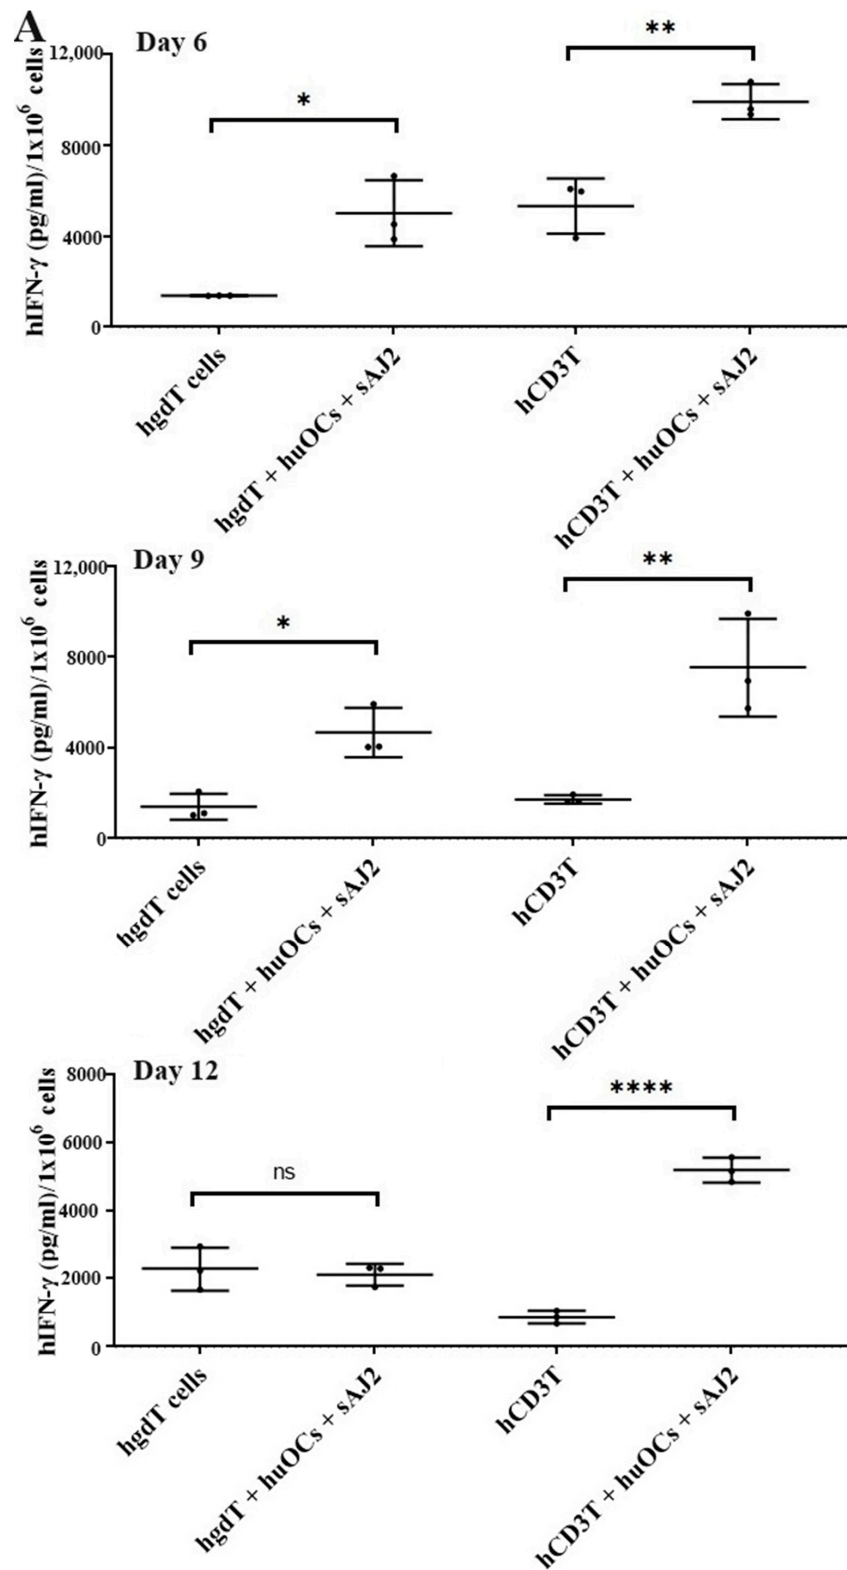 A
Day 6
hIFN-γ (pg/ml)/1x10⁶ cells
12,000
8000
4000
0
*
**
hgdT cells
hgdT + huOCs + sAJ2
hCD3T
hCD3T + huOCs + sAJ2
Day 9
hIFN-γ (pg/ml)/1x10⁶ cells
12,000
8000
4000
0
*
**
hgdT cells
hgdT + huOCs + sAJ2
hCD3T
hCD3T + huOCs + sAJ2
Day 12
hIFN-γ (pg/ml)/1x10⁶ cells
8000
6000
4000
2000
0
ns
****
hgdT cells
hgdT + huOCs + sAJ2
hCD3T
hCD3T + huOCs + sAJ2